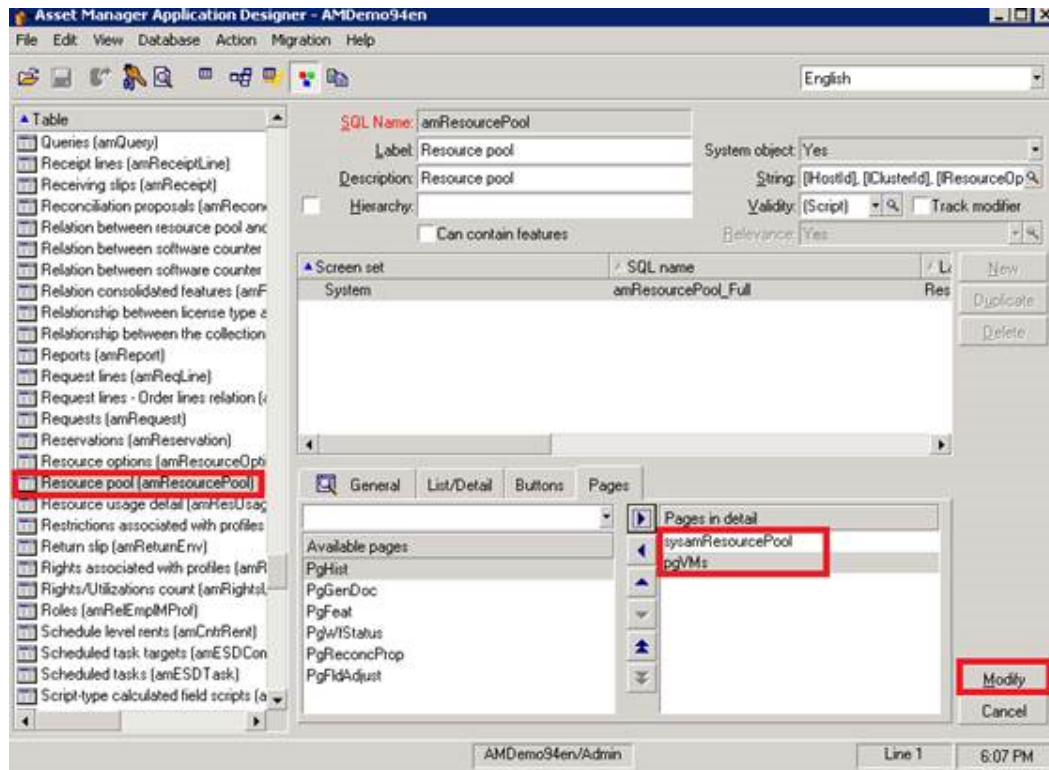 Asset Manager Application Designer - AMDemo94en
File Edit View Database Action Migration Help
English
Table
Queries (amQuery)
Receipt lines (amReceiptLine)
Receiving slips (amReceipt)
Reconciliation proposals (amRecon
Relation between resource pool and
Relation between software counter
Relation between software counter
Relation consolidated features (amF
Relationship between license type a
Relationship between the collection
Reports (amReport)
Request lines (amReqLine)
Request lines - Order lines relation (a
Requests (amRequest)
Reservations (amReservation)
Resource options (amResourceOpti
Resource pool (amResourcePool)
Resource usage detail (amResUsag
Restrictions associated with profiles
Return slip (amReturnEnv)
Rights associated with profiles (amR
Rights/Utilizations count (amRightsU
Roles (amRelEmplMProf)
Schedule level rents (amCntrRent)
Scheduled task targets (amESDCon
Scheduled tasks (amESDTask)
Script-type calculated field scripts (a
SQL Name: amResourcePool
Label: Resource pool
System object: Yes
Description: Resource pool
String: [lHostId], [lClusterId], [lResourceOp
Hierarchy:
Validity: (Script)
Track modifier
Can contain features
Relevance: Yes
Screen set
SQL name
La
System
amResourcePool_Full
Res
New
Duplicate
Delete
General
List/Detail
Buttons
Pages
Available pages
PgHist
PgGenDoc
PgFeat
PgWfStatus
PgReconcProp
PgFldAdjust
Pages in detail
sysamResourcePool
pgVMs
Modify
Cancel
AMDemo94en/Admin
Line 1
6:07 PM